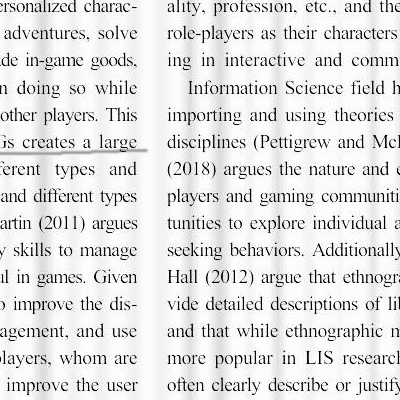 ersonalized charac-
adventures, solve
de in-game goods,
n doing so while
other players. This
Gs creates a large
ferent types and
and different types
artin (2011) argues
y skills to manage
ul in games. Given
o improve the dis-
agement, and use
layers, whom are
improve the user
ality, profession, etc., and the
role-players as their characters
ing in interactive and comm
Information Science field h
importing and using theories
disciplines (Pettigrew and McI
(2018) argues the nature and e
players and gaming communiti
tunities to explore individual a
seeking behaviors. Additionally
Hall (2012) argue that ethnogra
vide detailed descriptions of li
and that while ethnographic m
more popular in LIS research
often clearly describe or justify